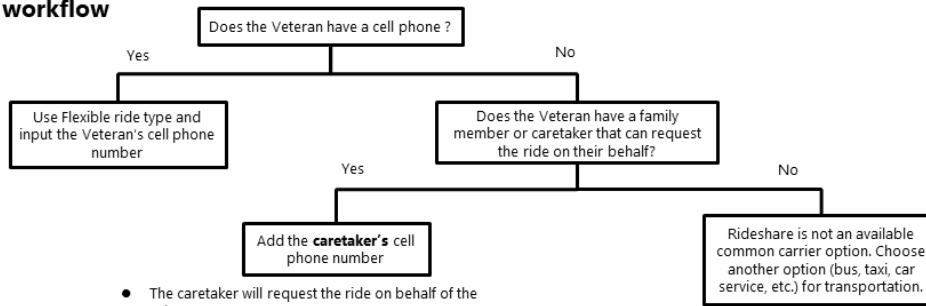 workflow
Does the Veteran have a cell phone ?
Yes
No
Use Flexible ride type and
input the Veteran's cell phone
number
Does the Veteran have a family
member or caretaker that can request
the ride on their behalf?
Yes
No
Add the caretaker's cell
phone number
Rideshare is not an available
common carrier option. Choose
another option (bus, taxi, car
service, etc.) for transportation.
● The caretaker will request the ride on behalf of the